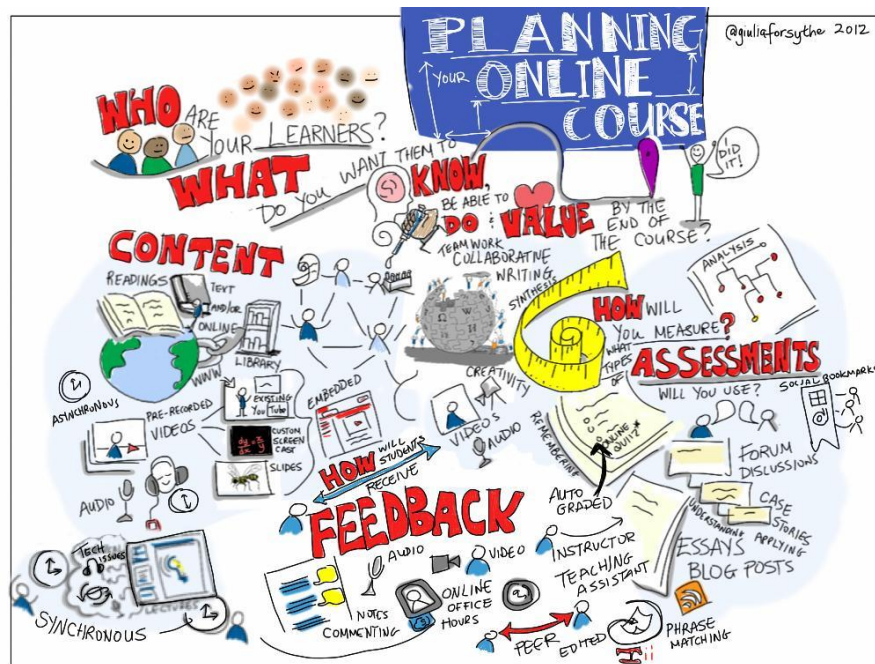 @giuliaforsythe 2012
PLANNING
YOUR ONLINE
COURSE
WHO ARE
YOUR LEARNERS?
WHAT
DO YOU WANT THEM TO
KNOW,
BE ABLE TO
DO & VALUE
BY THE
END OF
THE COURSE?
I
DID
IT!
CONTENT
READINGS
TEXT
AND/OR
ONLINE
LIBRARY
WWW
ASYNCHRONOUS
PRE-RECORDED
VIDEOS
EXISTING
YouTube
CUSTOM
SCREEN
CAST
SLIDES
AUDIO
EMBEDDED
TECH
ISSUES
LECTURES
SYNCHRONOUS
TEAMWORK
COLLABORATIVE
WRITING
SYNTHESIS
CREATIVITY
VIDEOS
AUDIO
HOW WILL
YOU MEASURE?
WHAT
TYPES
OF
ASSESSMENTS
WILL YOU USE?
ANALYSIS
SOCIAL BOOKMARK
REMEMBERING
ONLINE
QUIZ
AUTO
GRADED
FORUM
DISCUSSIONS
CASE
STORIES
UNDERSTANDING
APPLYING
ESSAYS
BLOG POSTS
HOW WILL
STUDENTS
RECEIVE
FEEDBACK
AUDIO
VIDEO
NOTES
COMMENTING
ONLINE
OFFICE
HOURS
INSTRUCTOR
TEACHING
ASSISTANT
PEER
EDITED
PHRASE
MATCHING